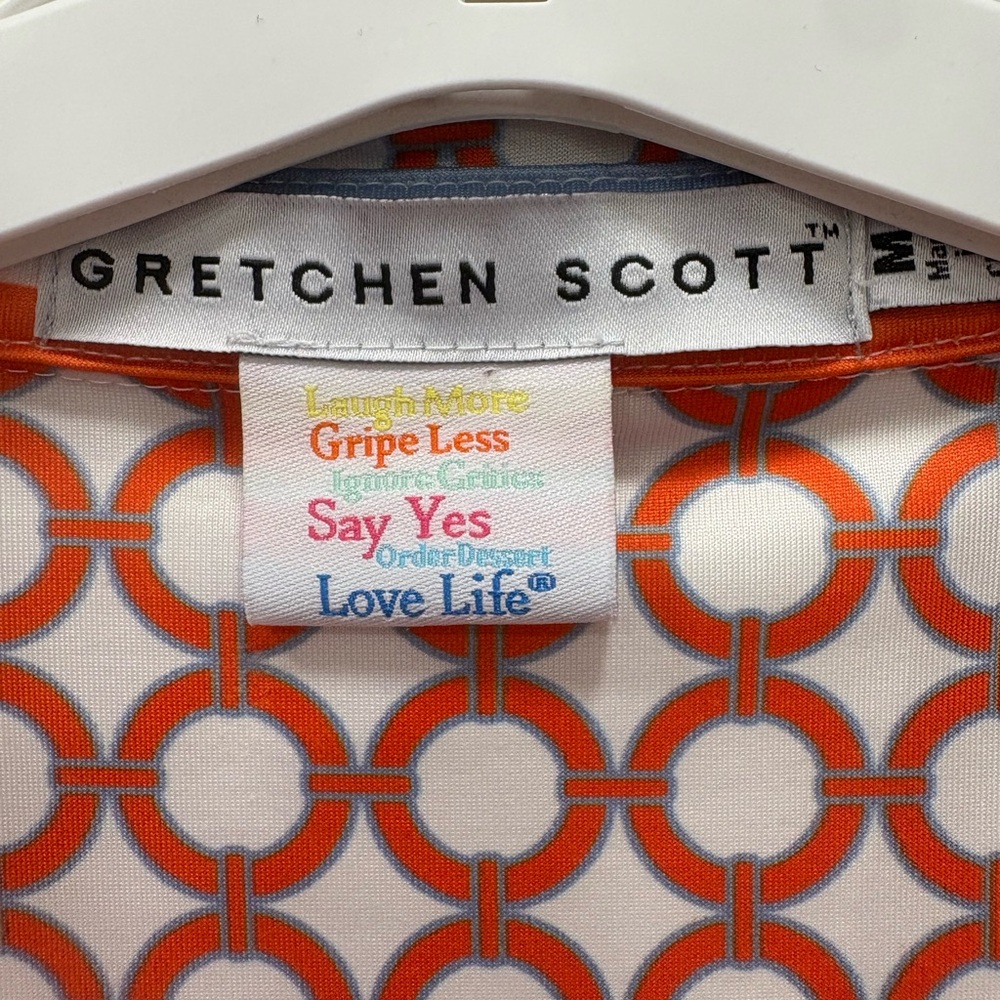 GRETCHEN SCOTT™
M
Laugh More
Gripe Less
Ignore Critics
Say Yes
Order Dessert
Love Life®